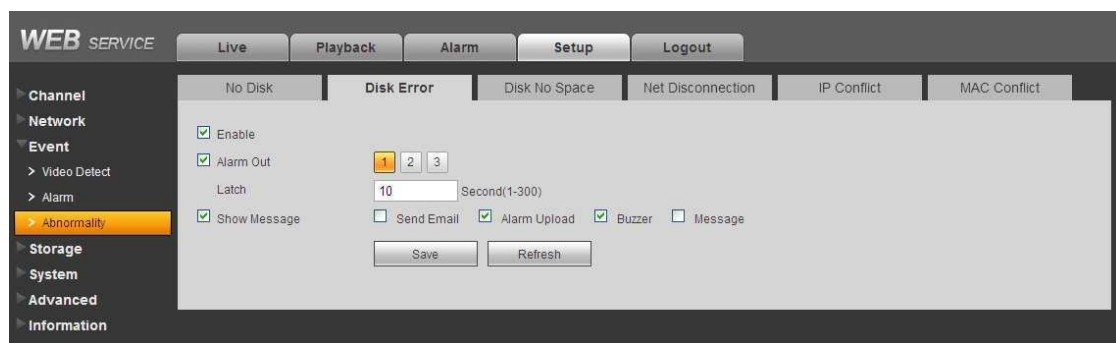 WEB SERVICE
Live Playback Alarm Setup Logout
No Disk Disk Error Disk No Space Net Disconnection IP Conflict MAC Conflict
Channel
Network
Event
> Video Detect
> Alarm
> Abnormality
Storage
System
Advanced
Information
Enable
Alarm Out 1 2 3
Latch 10 Second(1-300)
Show Message Send Email Alarm Upload Buzzer Message
Save Refresh